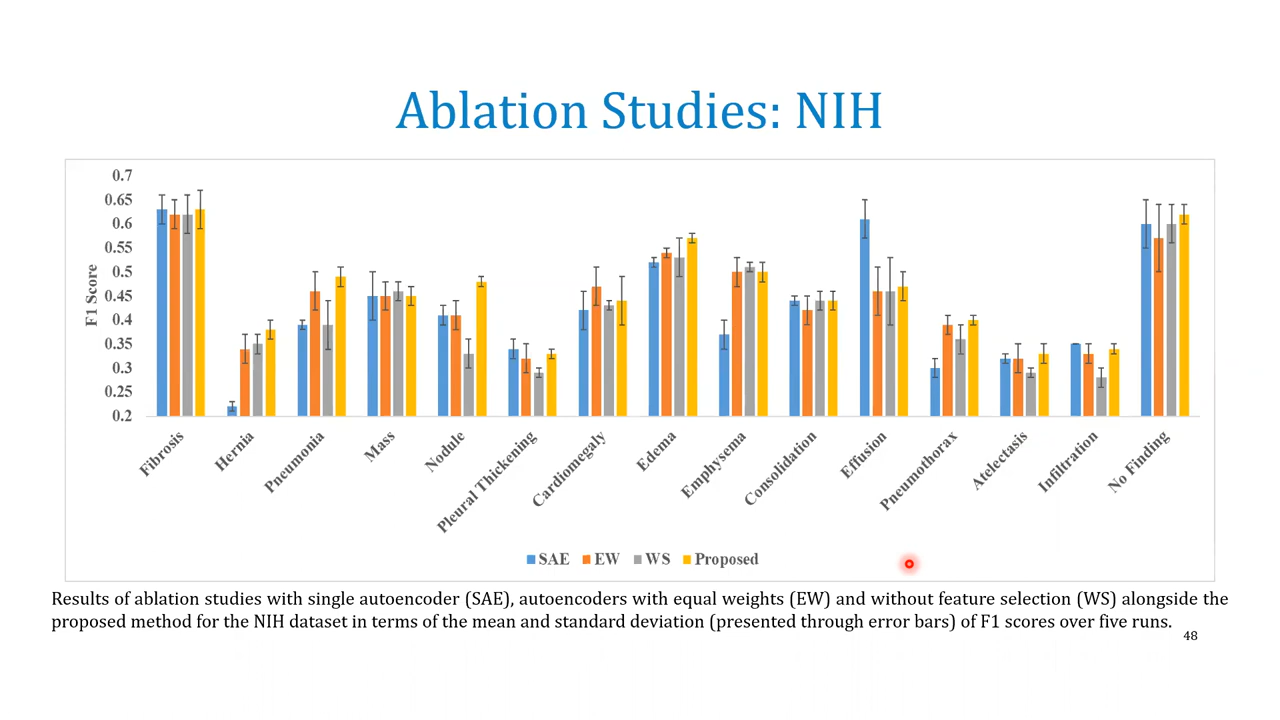 Ablation Studies: NIH
0.7
0.65
0.6
0.55
0.5
0.45
0.4
0.35
0.3
0.25
0.2
F1 Score
Fibrosis
Hernia
Pneumonia
Mass
Nodule
Pleural Thickening
Cardiomegaly
Edema
Emphysema
Consolidation
Effusion
Pneumothorax
Atelectasis
Infiltration
No Finding
SAE EW WS Proposed
Results of ablation studies with single autoencoder (SAE), autoencoders with equal weights (EW) and without feature selection (WS) alongside the
proposed method for the NIH dataset in terms of the mean and standard deviation (presented through error bars) of F1 scores over five runs.
48